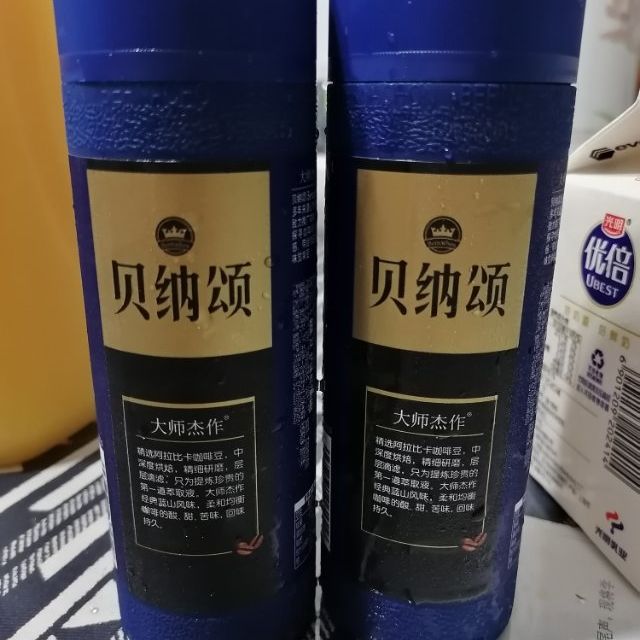 贝纳颂
大师杰作®
精选阿拉比卡咖啡豆,中
深度烘焙,精细研磨,层
层滴滤,只为提炼珍贵的
第一道萃取液。大师杰作
经典蓝山风味,柔和均衡
咖啡的酸、甜、苦味,回味
持久。
贝纳颂
大师杰作®
精选阿拉比卡咖啡豆,中
深度烘焙,精细研磨,层
层滴滤,只为提炼珍贵的
第一道萃取液。大师杰作
经典蓝山风味,柔和均衡
咖啡的酸、甜、苦味,回味
持久。
光明
优倍
UBEST
光明乳业